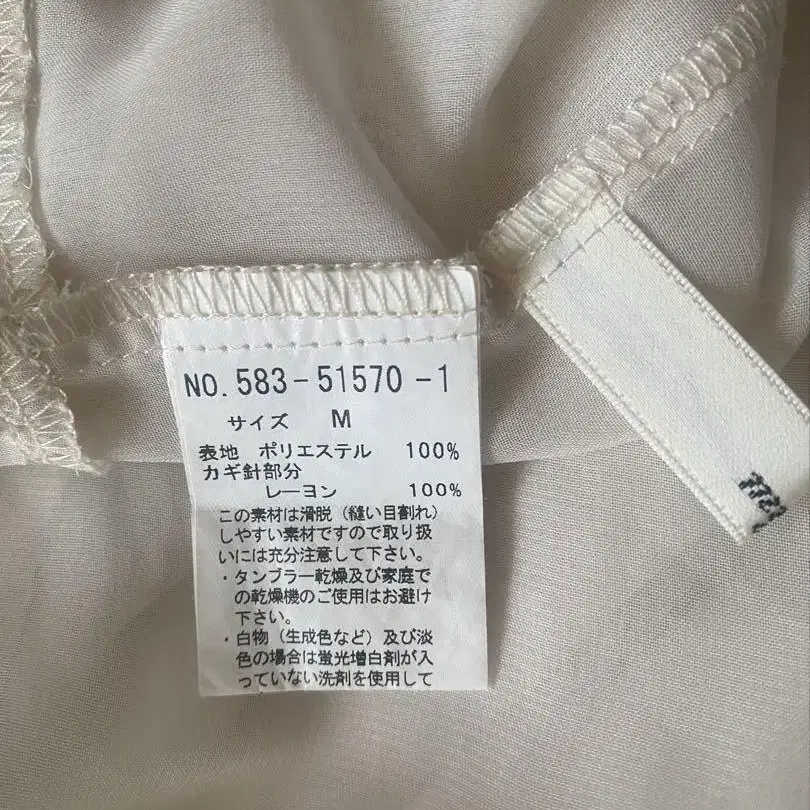 NO. 583-51570-1
サイズ M
表地 ポリエステル 100%
カギ針部分
レーヨン 100%
この素材は滑脱（縫い目割れ）
しやすい素材ですので取り扱
いには充分注意して下さい。
・タンブラー乾燥及び家庭で
の乾燥機のご使用はお避け
下さい。
・白物（生成色など）及び淡
色の場合は蛍光増白剤が入
っていない洗剤を使用して